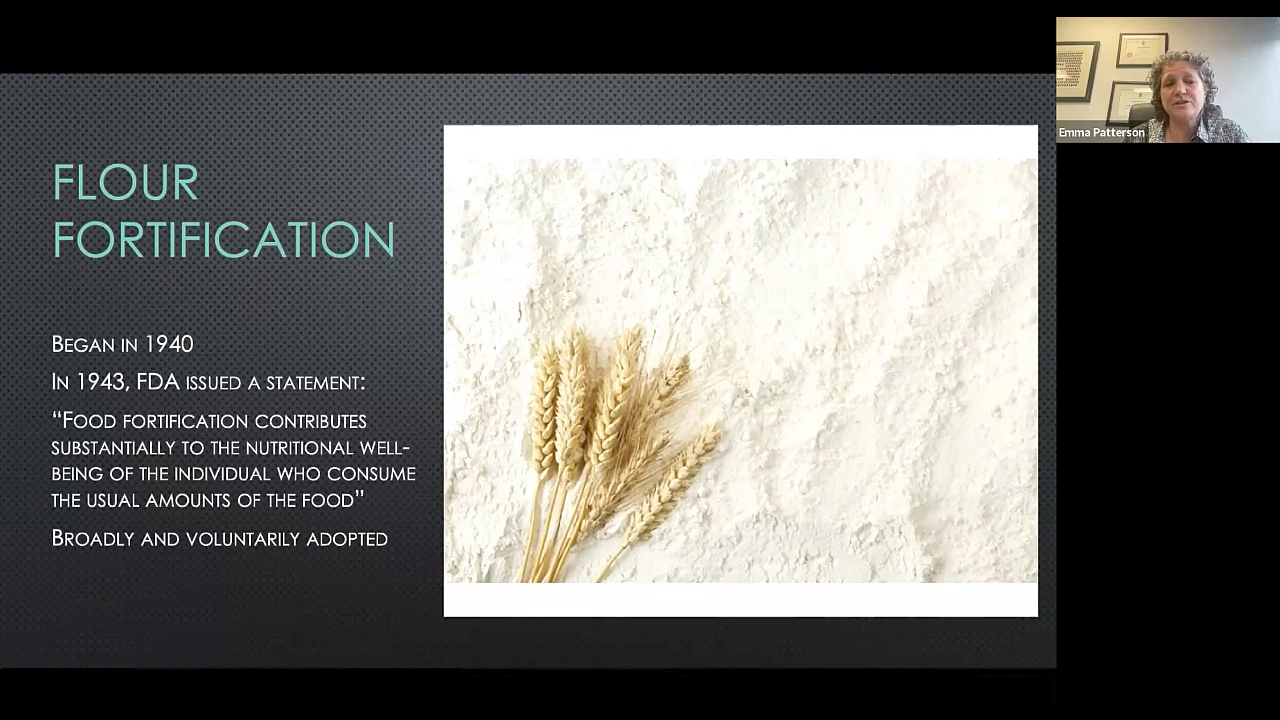 FLOUR
FORTIFICATION
Began in 1940
In 1943, FDA issued a statement:
“Food fortification contributes
substantially to the nutritional well-
being of the individual who consume
the usual amounts of the food”
Broadly and voluntarily adopted
Emma Patterson